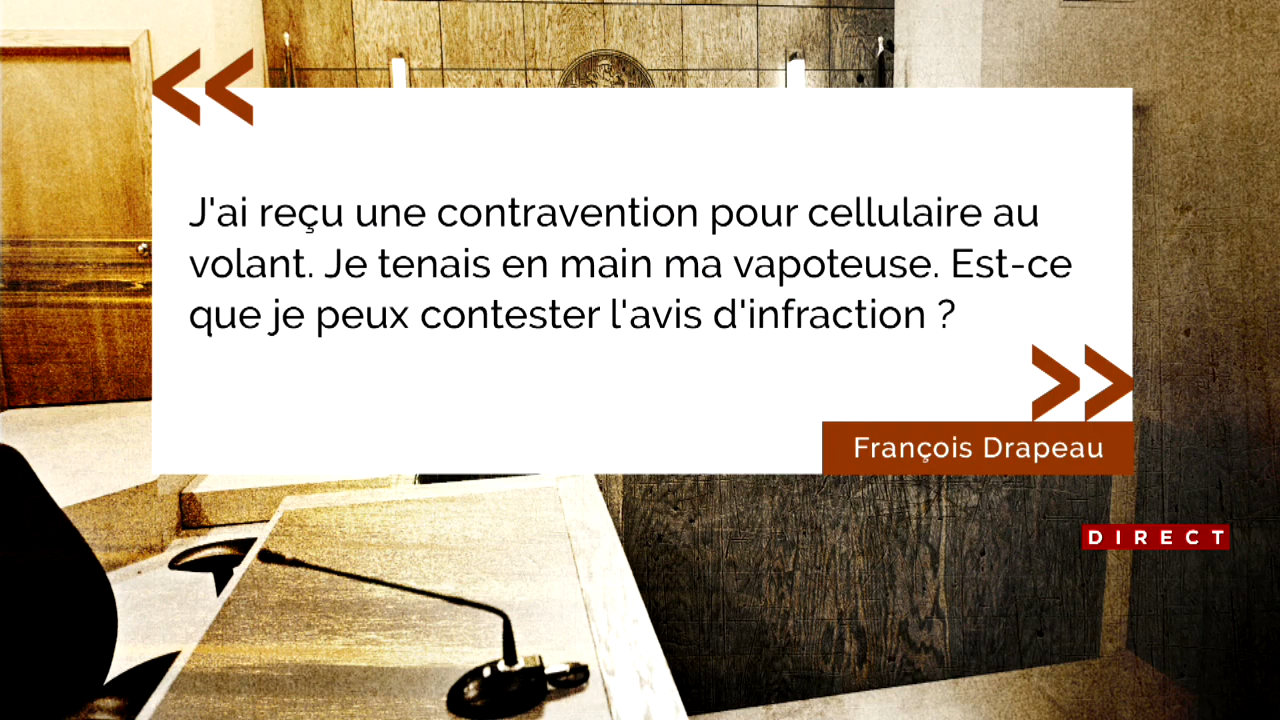 J'ai reçu une contravention pour cellulaire au
volant. Je tenais en main ma vapoteuse. Est-ce
que je peux contester l'avis d'infraction ?
François Drapeau
DIRECT